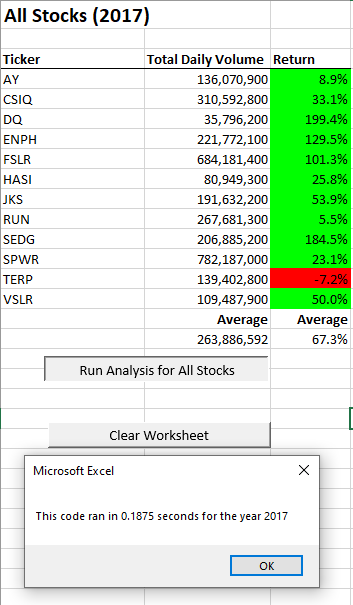 All Stocks (2017)
Ticker Total Daily Volume Return
AY 136,070,900 8.9%
CSIQ 310,592,800 33.1%
DQ 35,796,200 199.4%
ENPH 221,772,100 129.5%
FSLR 684,181,400 101.3%
HASI 80,949,300 25.8%
JKS 191,632,200 53.9%
RUN 267,681,300 5.5%
SEDG 206,885,200 184.5%
SPWR 782,187,000 23.1%
TERP 139,402,800 -7.2%
VSLR 109,487,900 50.0%
Average Average
263,886,592 67.3%
Run Analysis for All Stocks
Clear Worksheet
Microsoft Excel
This code ran in 0.1875 seconds for the year 2017
OK